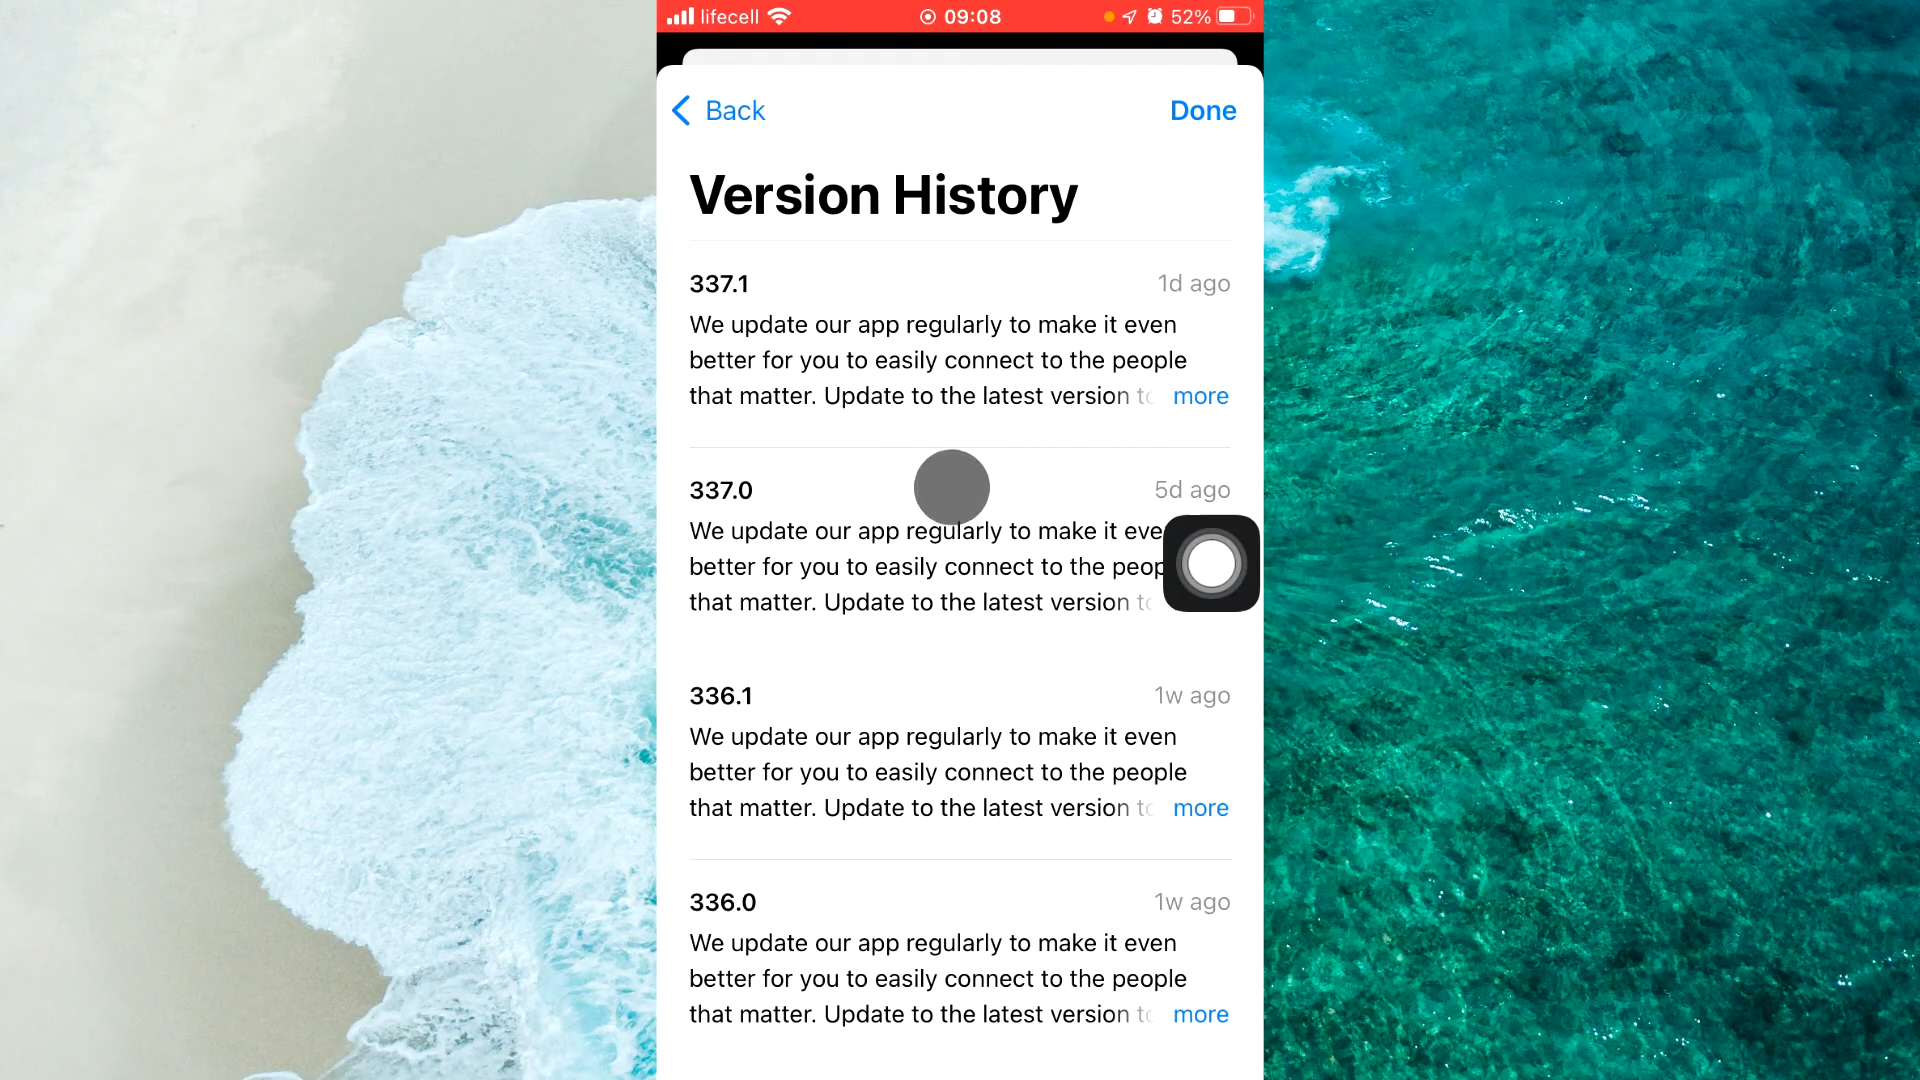 lifecell 09:08 52%
Back Done
Version History
337.1 1d ago
We update our app regularly to make it even
better for you to easily connect to the people
that matter. Update to the latest version to more
337.0 5d ago
We update our app regularly to make it eve
better for you to easily connect to the peop
that matter. Update to the latest version to
336.1 1w ago
We update our app regularly to make it even
better for you to easily connect to the people
that matter. Update to the latest version to more
336.0 1w ago
We update our app regularly to make it even
better for you to easily connect to the people
that matter. Update to the latest version to more